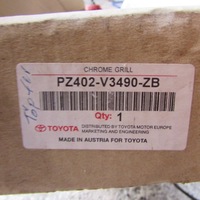 CHROME GRILL
PZ402-V3490-ZB
Qty: 1
TOYOTA
DISTRIBUTED BY TOYOTA MOTOR EUROPE
MARKETING AND ENGINEERING
MADE IN AUSTRIA FOR TOYOTA